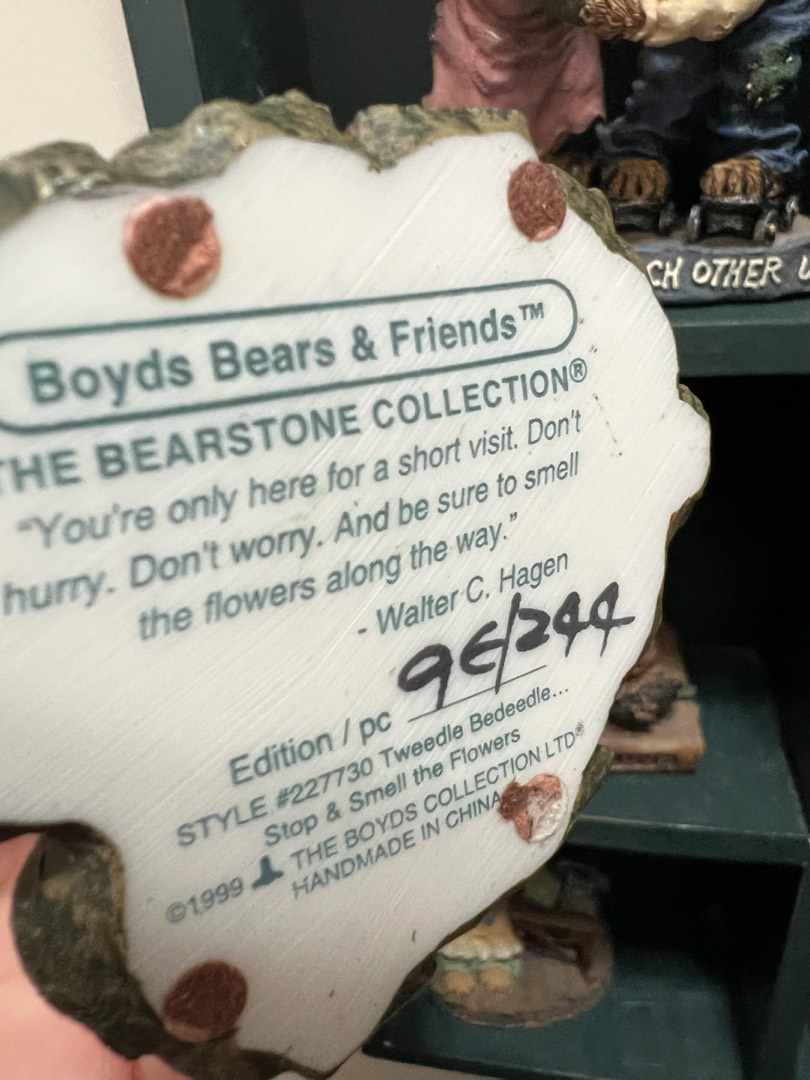 CH OTHER U
Boyds Bears & Friends™
THE BEARSTONE COLLECTION®
"You're only here for a short visit. Don't
hurry. Don't worry. And be sure to smell
the flowers along the way."
- Walter C. Hagen
Edition / pc 9E/244
STYLE #227730 Tweedle Bedeedle...
Stop & Smell the Flowers
©1999 THE BOYDS COLLECTION LTD®
HANDMADE IN CHINA